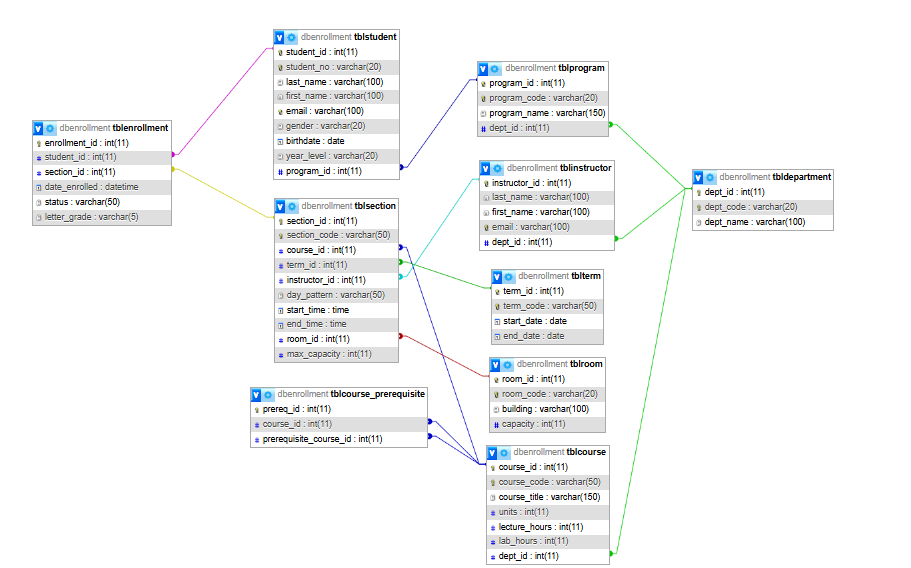 dbenrollment tblenrollment
enrollment_id : int(11)
student_id : int(11)
section_id : int(11)
date_enrolled : datetime
status : varchar(50)
letter_grade : varchar(5)
dbenrollment tblstudent
student_id : int(11)
student_no : varchar(20)
last_name : varchar(100)
first_name : varchar(100)
email : varchar(100)
gender : varchar(20)
birthdate : date
year_level : varchar(20)
program_id : int(11)
dbenrollment tblsection
section_id : int(11)
section_code : varchar(50)
course_id : int(11)
term_id : int(11)
instructor_id : int(11)
day_pattern : varchar(50)
start_time : time
end_time : time
room_id : int(11)
max_capacity : int(11)
dbenrollment tblcourse_prerequisite
prereq_id : int(11)
course_id : int(11)
prerequisite_course_id : int(11)
dbenrollment tblprogram
program_id : int(11)
program_code : varchar(20)
program_name : varchar(150)
dept_id : int(11)
dbenrollment tblinstructor
instructor_id : int(11)
last_name : varchar(100)
first_name : varchar(100)
email : varchar(100)
dept_id : int(11)
dbenrollment tblterm
term_id : int(11)
term_code : varchar(50)
start_date : date
end_date : date
dbenrollment tblroom
room_id : int(11)
room_code : varchar(20)
building : varchar(100)
capacity : int(11)
dbenrollment tblcourse
course_id : int(11)
course_code : varchar(50)
course_title : varchar(150)
units : int(11)
lecture_hours : int(11)
lab_hours : int(11)
dept_id : int(11)
dbenrollment tbldepartment
dept_id : int(11)
dept_code : varchar(20)
dept_name : varchar(100)